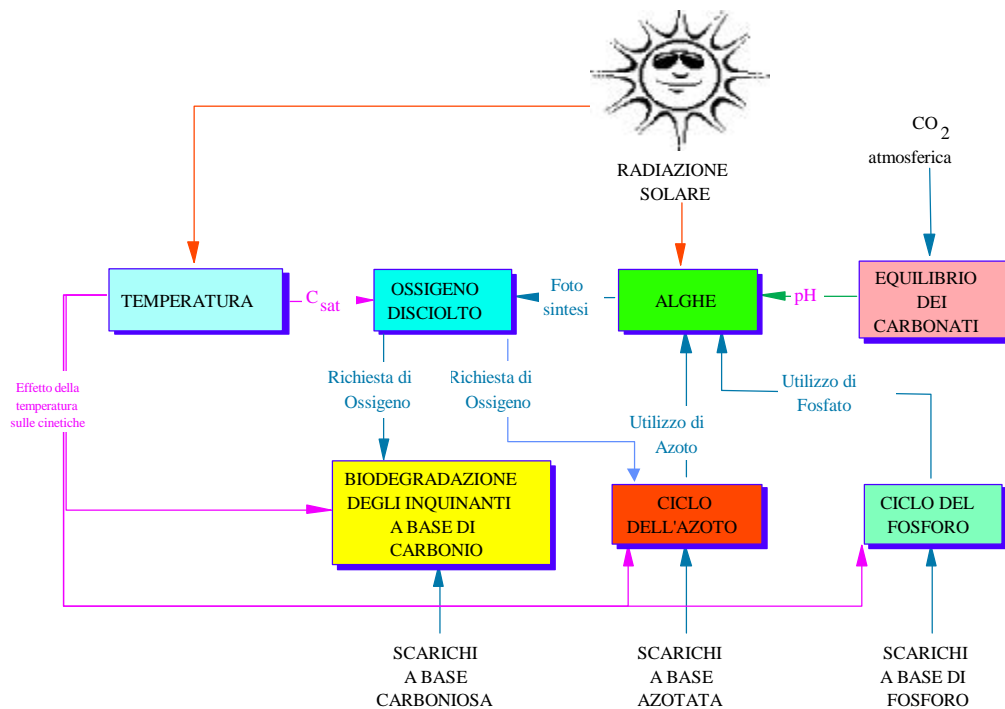 CO2
atmosferica
RADIAZIONE
SOLARE
TEMPERATURA
Csat
OSSIGENO
DISCIOLTO
Foto
sintesi
ALGHE
pH
EQUILIBRIO
DEI
CARBONATI
Effetto della
temperatura
sulle cinetiche
Richiesta di
Ossigeno
Richiesta di
Ossigeno
Utilizzo di
Azoto
Utilizzo di
Fosfato
BIODEGRADAZIONE
DEGLI INQUINANTI
A BASE DI
CARBONIO
CICLO
DELL'AZOTO
CICLO DEL
FOSFORO
SCARICHI
A BASE
CARBONIOSA
SCARICHI
A BASE
AZOTATA
SCARICHI
A BASE DI
FOSFORO